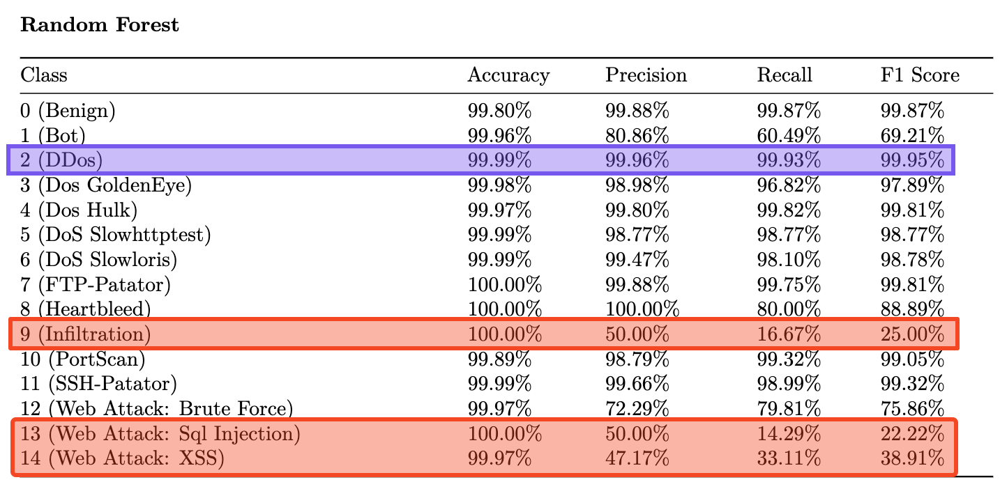 Random Forest
Class Accuracy Precision Recall F1 Score
0 (Benign) 99.80% 99.88% 99.87% 99.87%
1 (Bot) 99.96% 80.86% 60.49% 69.21%
2 (DDos) 99.99% 99.96% 99.93% 99.95%
3 (Dos GoldenEye) 99.98% 98.98% 96.82% 97.89%
4 (Dos Hulk) 99.97% 99.80% 99.82% 99.81%
5 (DoS Slowhttptest) 99.99% 98.77% 98.77% 98.77%
6 (DoS Slowloris) 99.99% 99.47% 98.10% 98.78%
7 (FTP-Patator) 100.00% 99.88% 99.75% 99.81%
8 (Heartbleed) 100.00% 100.00% 80.00% 88.89%
9 (Infiltration) 100.00% 50.00% 16.67% 25.00%
10 (PortScan) 99.89% 98.79% 99.32% 99.05%
11 (SSH-Patator) 99.99% 99.66% 98.99% 99.32%
12 (Web Attack: Brute Force) 99.97% 72.29% 79.81% 75.86%
13 (Web Attack: Sql Injection) 100.00% 50.00% 14.29% 22.22%
14 (Web Attack: XSS) 99.97% 47.17% 33.11% 38.91%